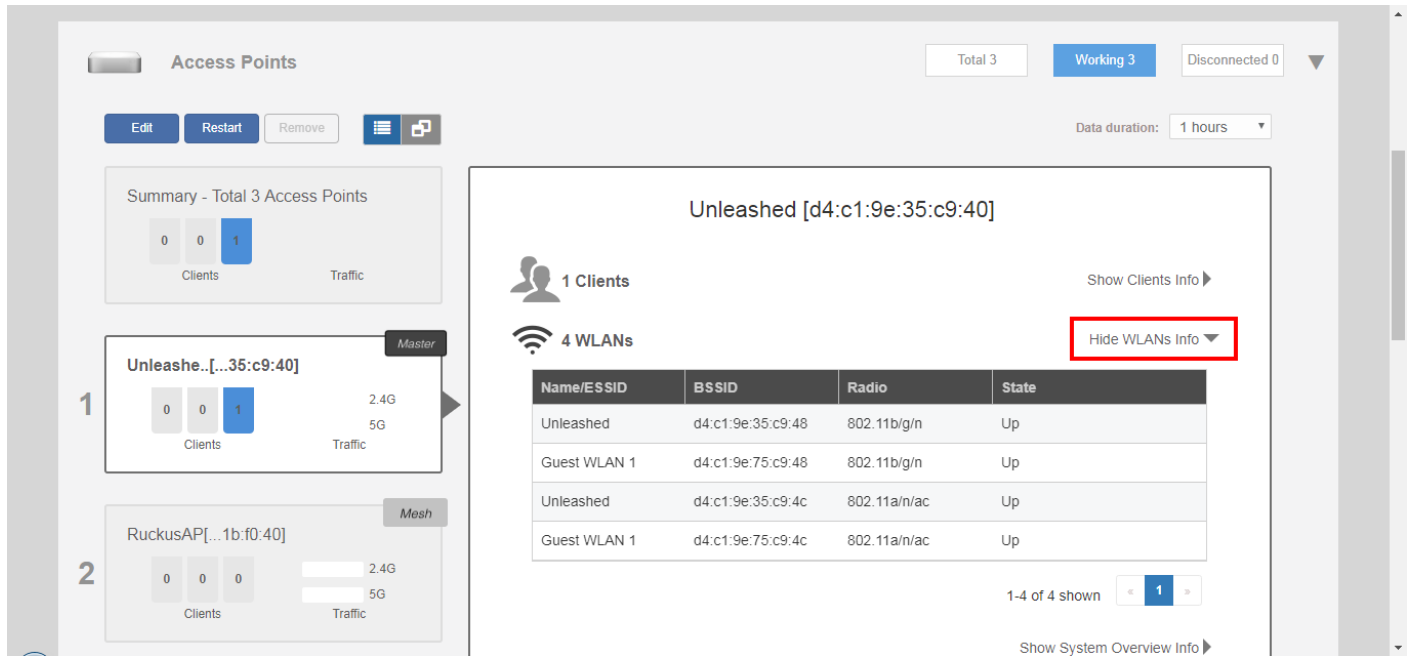 Access Points
Total 3
Working 3
Disconnected 0
Edit
Restart
Remove
Data duration: 1 hours
Summary - Total 3 Access Points
0 0 1
Clients Traffic
1
Master
Unleashe..[...35:c9:40]
0 0 1
2.4G
5G
Clients Traffic
2
Mesh
RuckusAP[...1b:f0:40]
0 0 0
2.4G
5G
Clients Traffic
Unleashed [d4:c1:9e:35:c9:40]
1 Clients Show Clients Info
4 WLANs Hide WLANs Info
Name/ESSID BSSID Radio State
Unleashed d4:c1:9e:35:c9:48 802.11b/g/n Up
Guest WLAN 1 d4:c1:9e:75:c9:48 802.11b/g/n Up
Unleashed d4:c1:9e:35:c9:4c 802.11a/n/ac Up
Guest WLAN 1 d4:c1:9e:75:c9:4c 802.11a/n/ac Up
1-4 of 4 shown « 1 »
Show System Overview Info